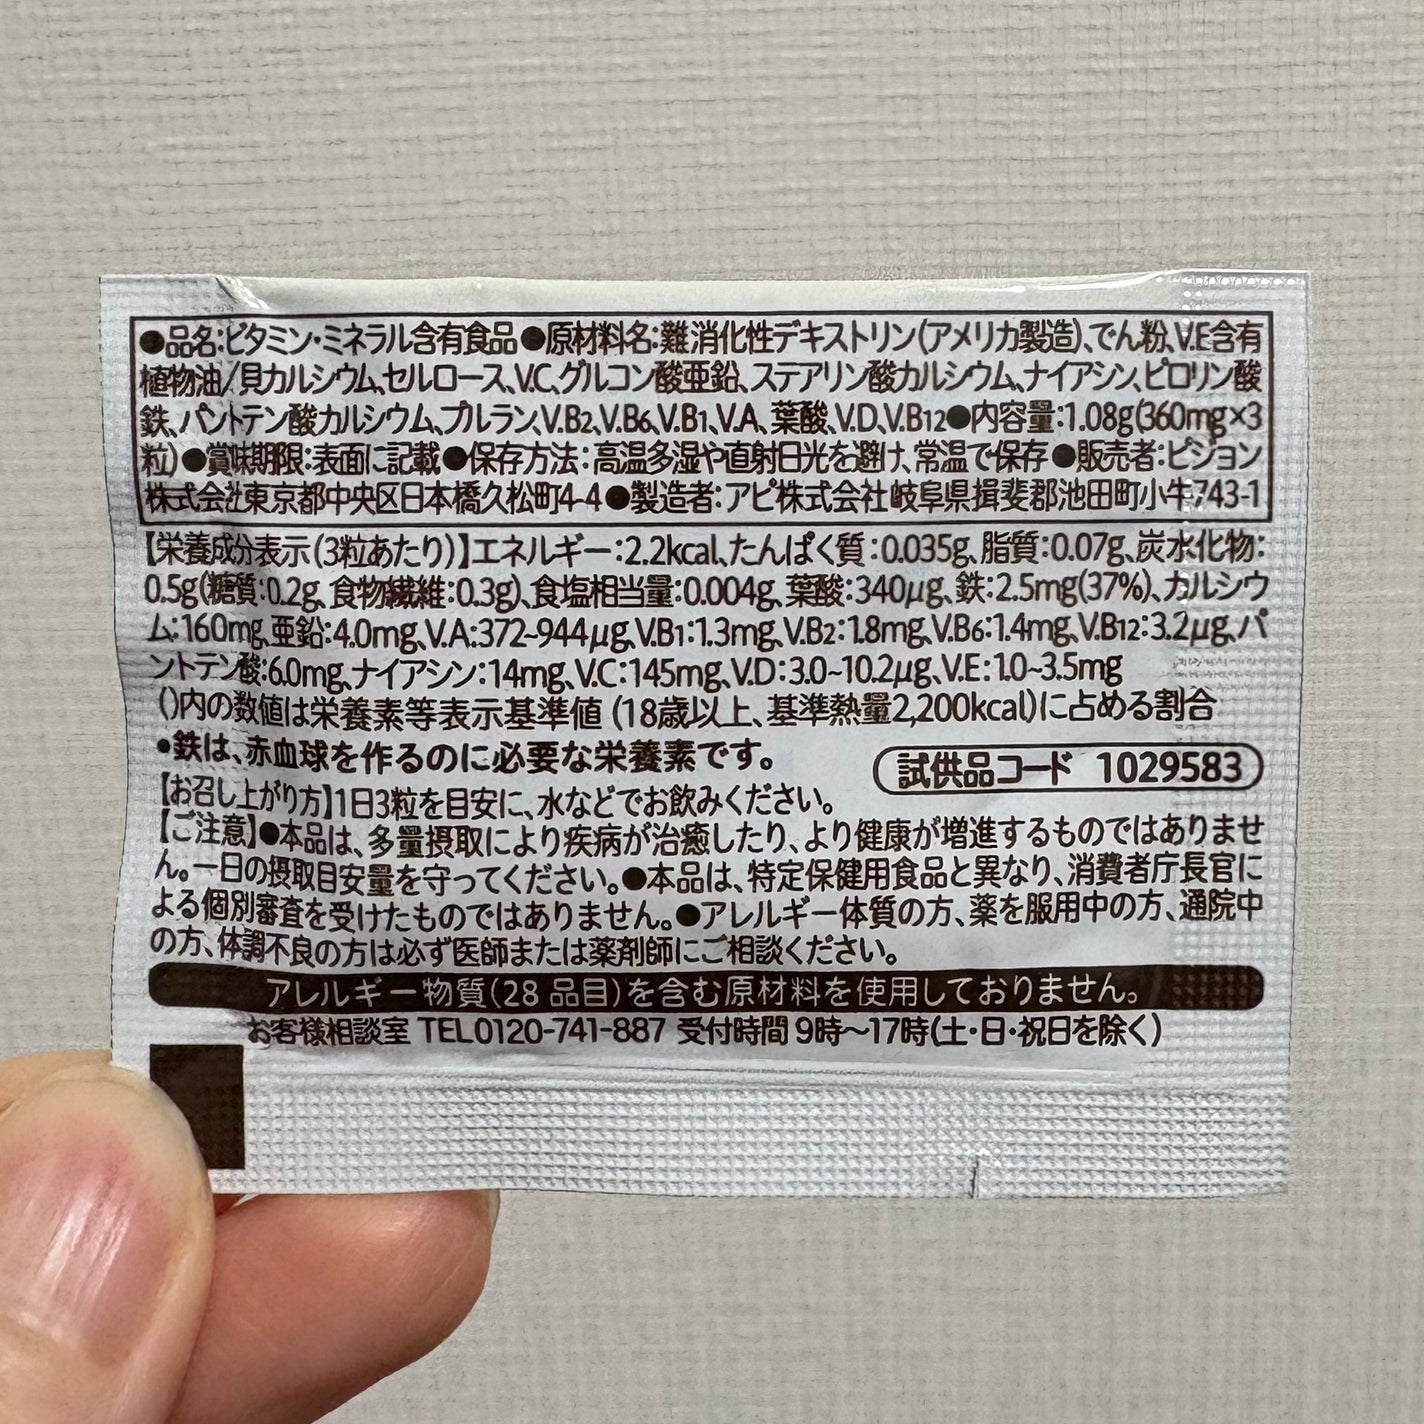 ●品名:ビタミン・ミネラル含有食品●原材料名:難消化性デキストリン(アメリカ製造)、でん粉、V.E含有
植物油/貝カルシウム、セルロース、V.C、グルコン酸亜鉛、ステアリン酸カルシウム、ナイアシン、ピロリン酸
鉄、パントテン酸カルシウム、プルラン、V.B2、V.B6、V.B1、V.A、葉酸、V.D、V.B12●内容量:1.08g(360mg×3
粒)●賞味期限:表面に記載●保存方法:高温多湿や直射日光を避け、常温で保存●販売者:ピジョン
株式会社東京都中央区日本橋久松町4-4●製造者:アピ株式会社岐阜県揖斐郡池田町小牛743-1
【栄養成分表示(3粒あたり)】エネルギー:2.2kcal、たんぱく質:0.035g、脂質:0.07g、炭水化物:
0.5g(糖質:0.2g、食物繊維:0.3g)、食塩相当量:0.004g、葉酸:340μg、鉄:2.5mg(37%)、カルシウ
ム:160mg、亜鉛:4.0mg、V.A:372~944μg、V.B1:1.3mg、V.B2:1.8mg、V.B6:1.4mg、V.B12:3.2μg、パ
ントテン酸:6.0mg、ナイアシン:14mg、V.C:145mg、V.D:3.0~10.2μg、V.E:1.0~3.5mg
()内の数値は栄養素等表示基準値(18歳以上、基準熱量2,200kcal)に占める割合
・鉄は、赤血球を作るのに必要な栄養素です。
試供品コード 1029583
【お召し上がり方】1日3粒を目安に、水などでお飲みください。
【ご注意】●本品は、多量摂取により疾病が治癒したり、より健康が増進するものではありませ
ん。一日の摂取目安量を守ってください。●本品は、特定保健用食品と異なり、消費者庁長官に
よる個別審査を受けたものではありません。●アレルギー体質の方、薬を服用中の方、通院中
の方、体調不良の方は必ず医師または薬剤師にご相談ください。
アレルギー物質(28品目)を含む原材料を使用しておりません。
お客様相談室 TEL0120-741-887 受付時間 9時〜17時(土・日・祝日を除く)